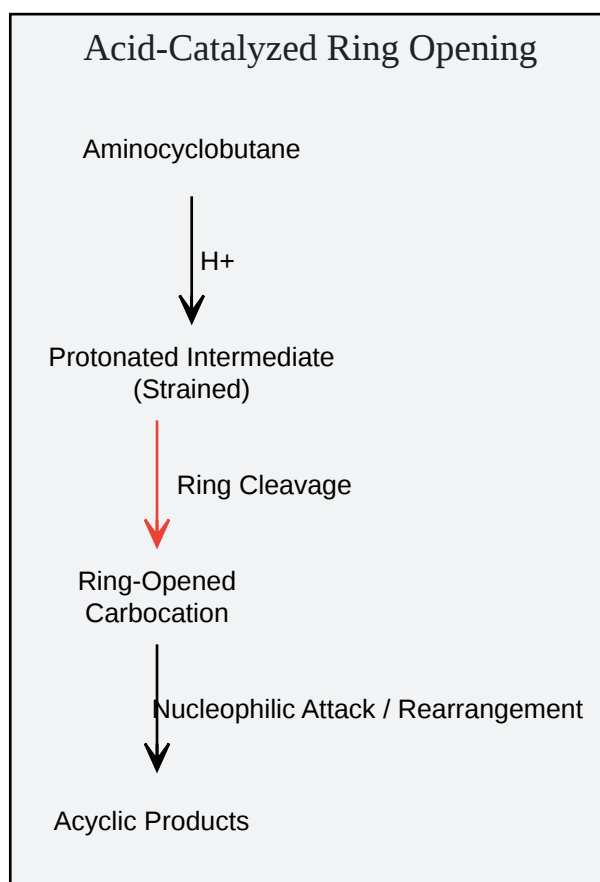 Acid-Catalyzed Ring Opening
Aminocyclobutane
H+
Protonated Intermediate
(Strained)
Ring Cleavage
Ring-Opened
Carbocation
Nucleophilic Attack / Rearrangement
Acyclic Products